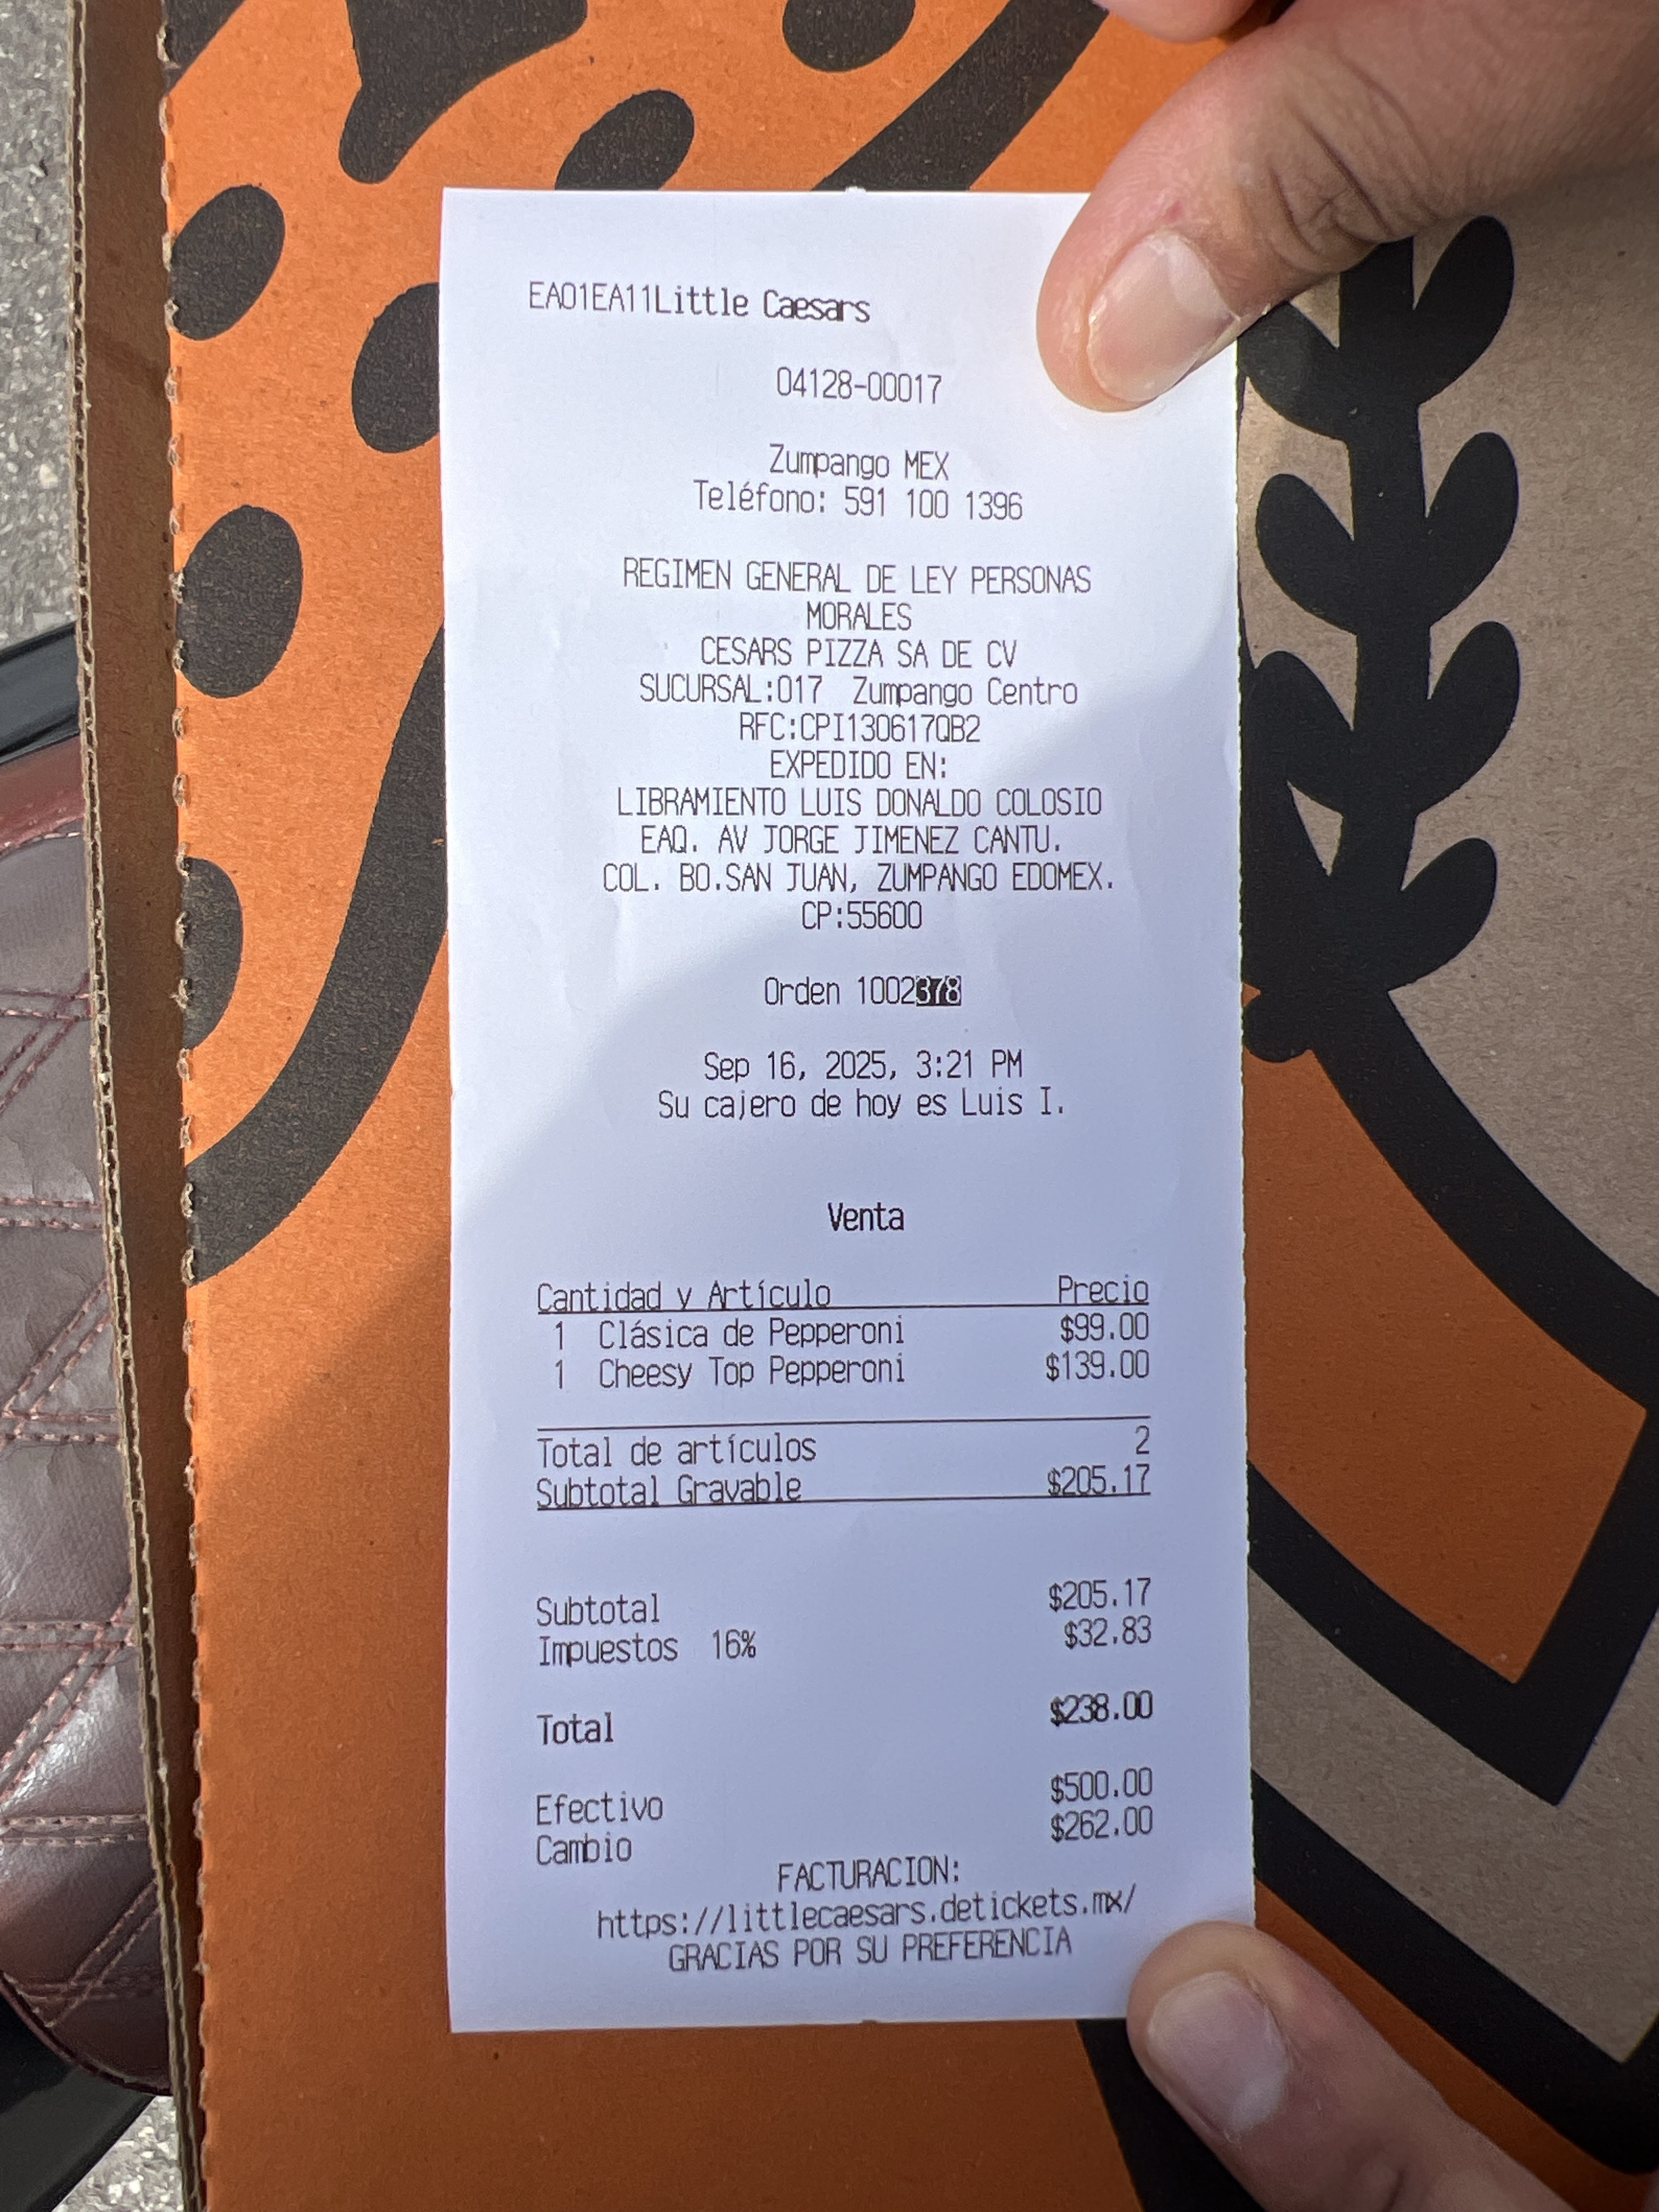 EA01EA11Little Caesars
04128-00017
Zumpango MEX
Teléfono: 591 100 1396
REGIMEN GENERAL DE LEY PERSONAS
MORALES
CESARS PIZZA SA DE CV
SUCURSAL:017 Zumpango Centro
RFC:CPI130617QB2
EXPEDIDO EN:
LIBRAMIENTO LUIS DONALDO COLOSIO
EAQ. AV JORGE JIMENEZ CANTU.
COL. BO.SAN JUAN, ZUMPANGO EDOMEX.
CP:55600
Orden 1002378
Sep 16, 2025, 3:21 PM
Su cajero de hoy es Luis I.
Venta
Cantidad y Artículo Precio
1 Clásica de Pepperoni $99.00
1 Cheesy Top Pepperoni $139.00
Total de artículos 2
Subtotal Gravable $205.17
Subtotal $205.17
Impuestos 16% $32.83
Total $238.00
Efectivo $500.00
Cambio $262.00
FACTURACION:
https://littlecaesars.detickets.mx/
GRACIAS POR SU PREFERENCIA